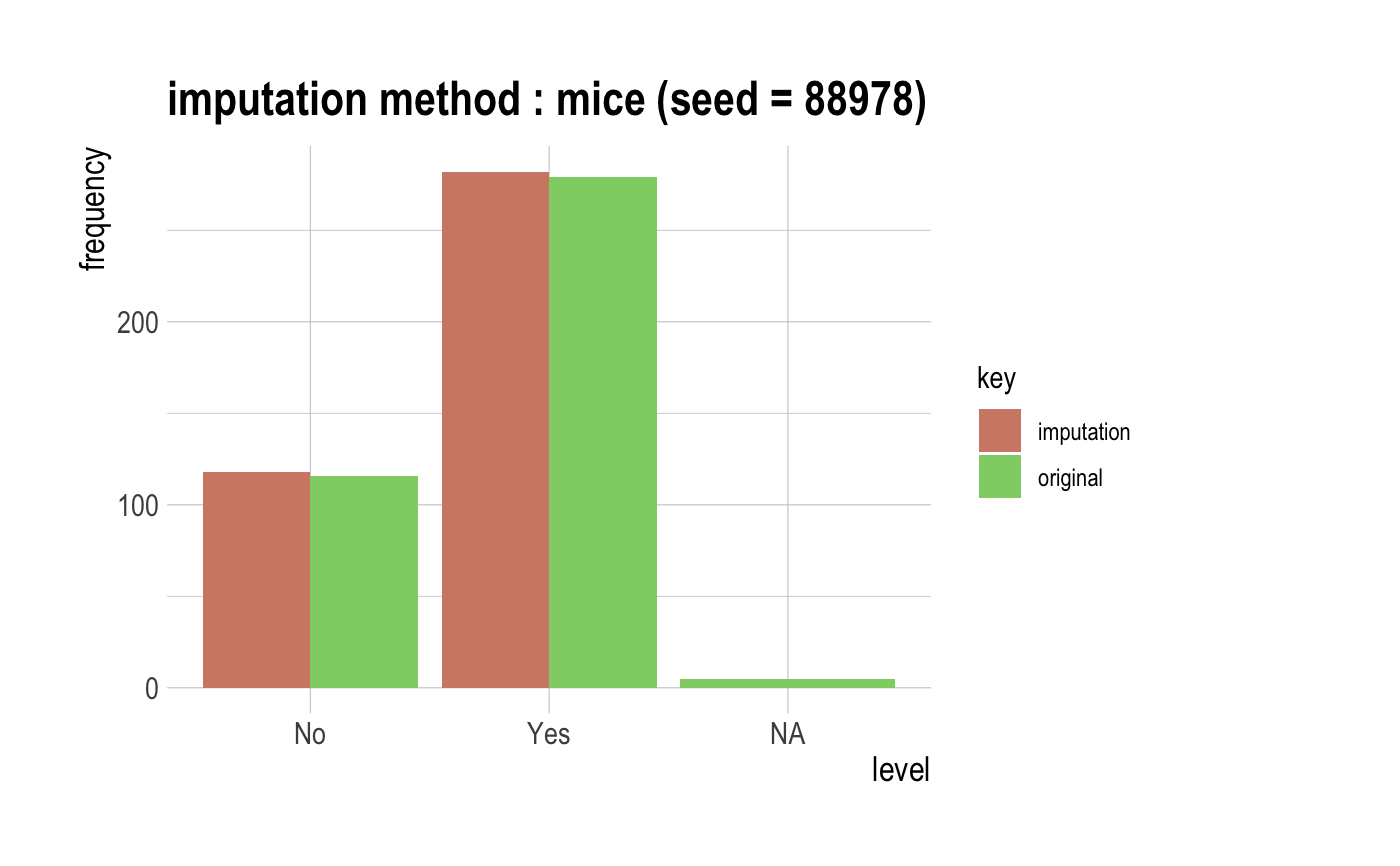 imputation method : mice (seed = 88978)
frequency
200
100
0
No Yes NA
level
key
imputation
original